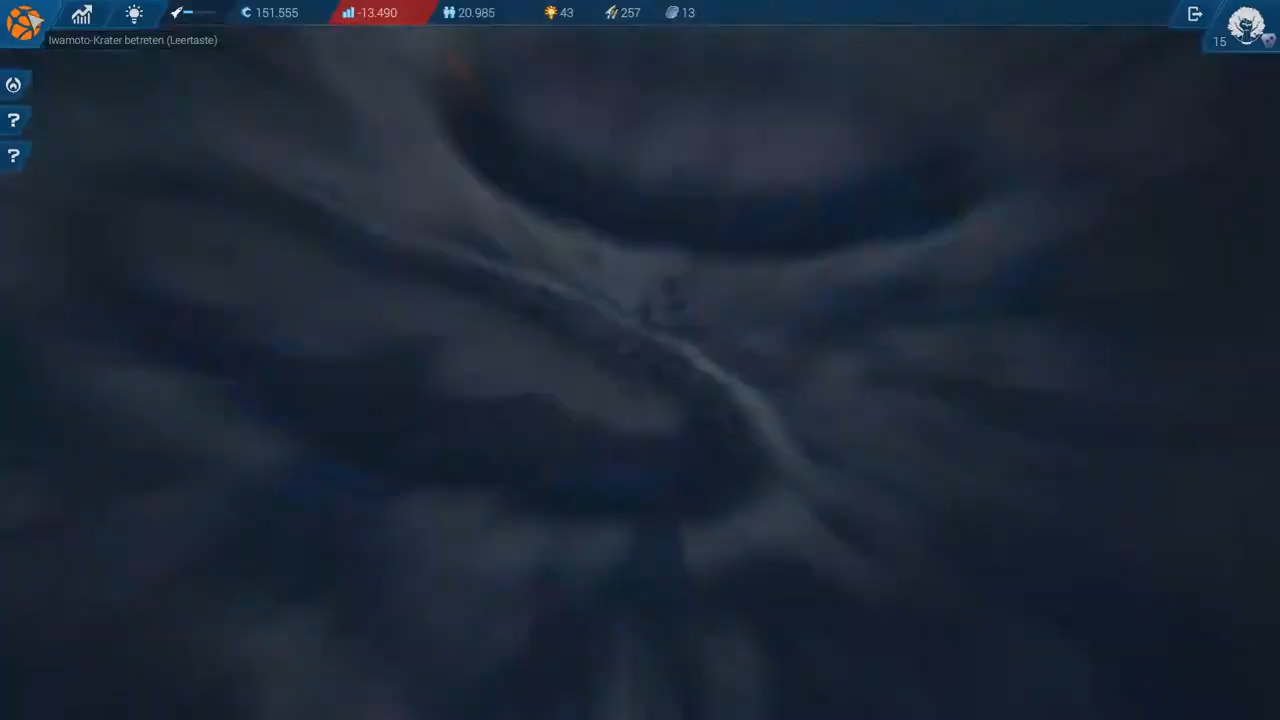 151.555 -13.490 20.985 43 257 13
Iwamoto-Krater betreten (Leertaste)
15
?
?